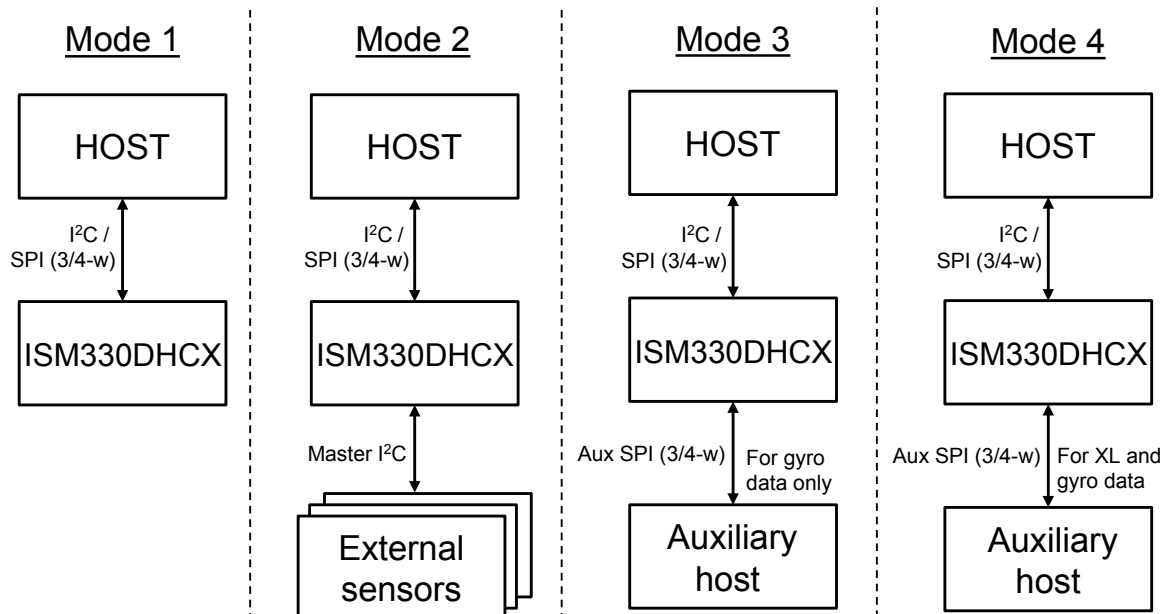 Mode 1
HOST
I²C /
SPI (3/4-w)
ISM330DHCX
Mode 2
HOST
I²C /
SPI (3/4-w)
ISM330DHCX
Master I²C
External
sensors
Mode 3
HOST
I²C /
SPI (3/4-w)
ISM330DHCX
Aux SPI (3/4-w)
For gyro
data only
Auxiliary
host
Mode 4
HOST
I²C /
SPI (3/4-w)
ISM330DHCX
Aux SPI (3/4-w)
For XL and
gyro data
Auxiliary
host